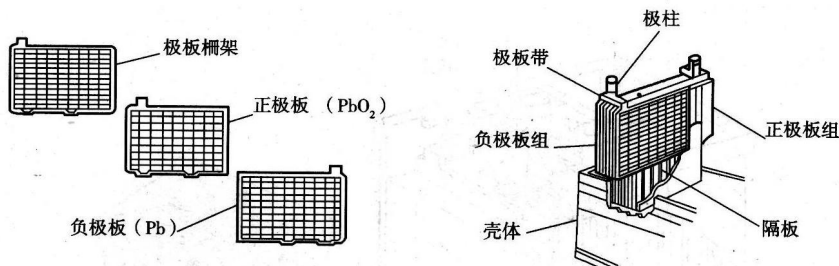 极板栅架
正极板（PbO₂）
负极板（Pb）
极柱
极板带
负极板组
正极板组
壳体
隔板